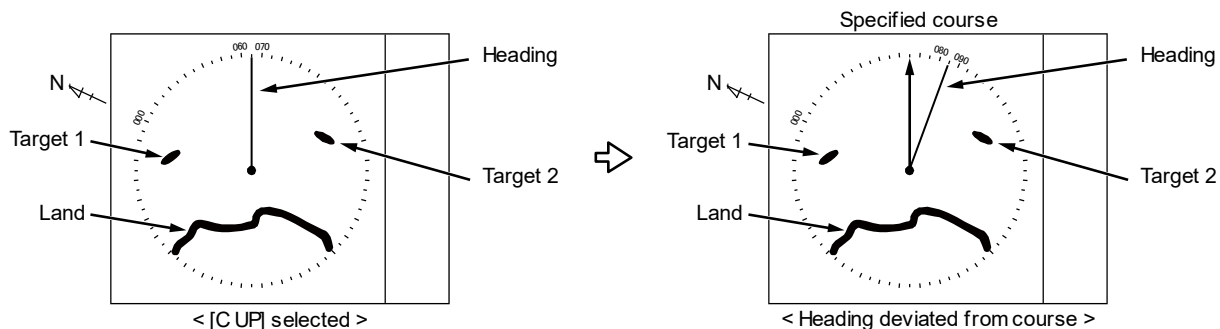 Specified course
060 070
Heading
080 090
Heading
N
N
000
000
Target 1
Target 1
Target 2
Target 2
Land
Land
< [C UP] selected >
< Heading deviated from course >